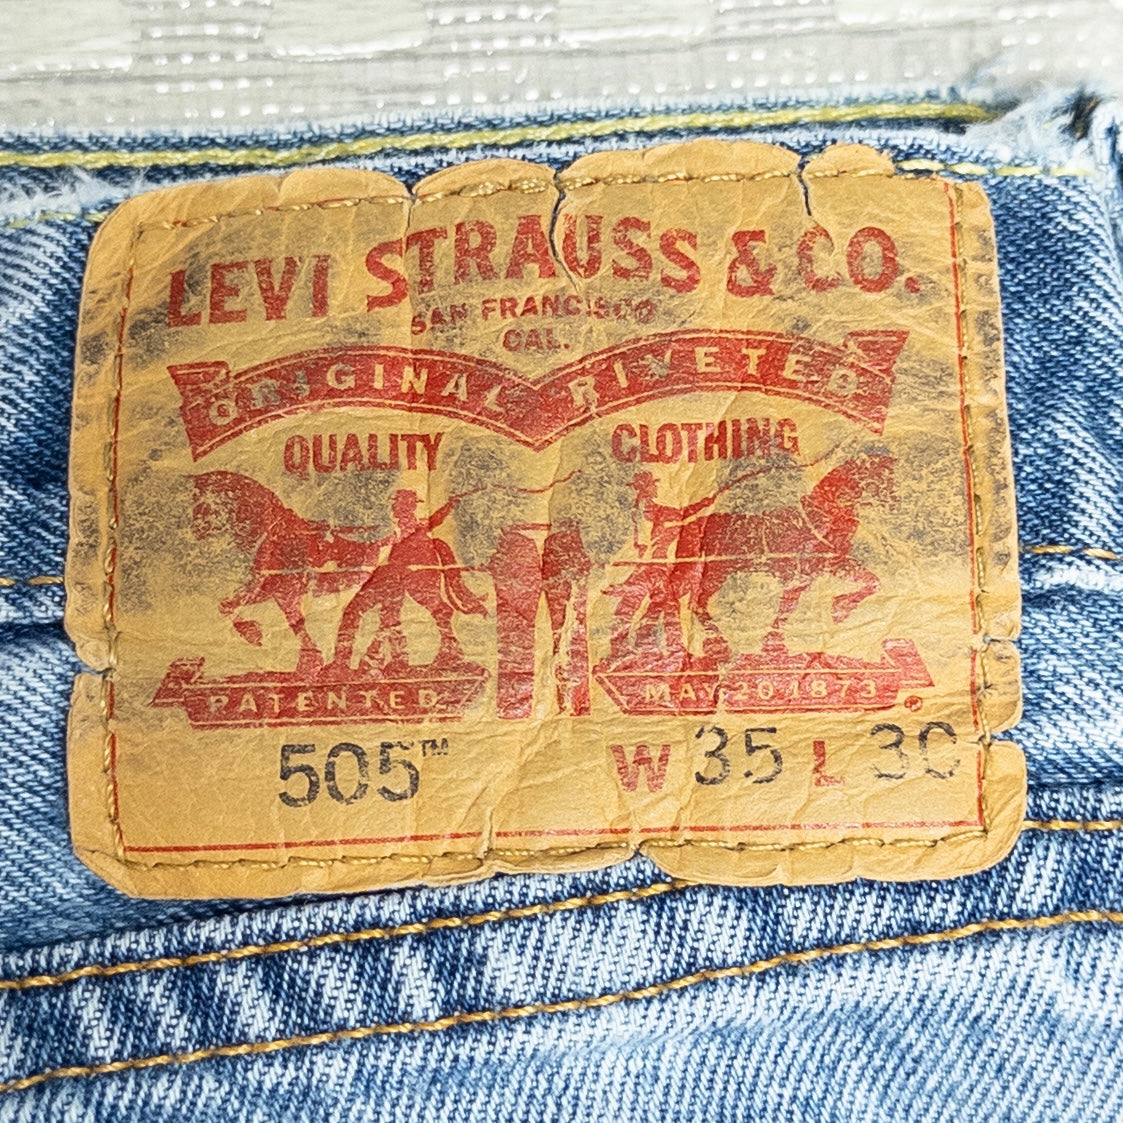 LEVI STRAUSS & CO.
SAN FRANCISCO
CAL.
ORIGINAL RIVETED
QUALITY CLOTHING
PATENTED MAY 20 1873 ®
505™ W 35 L 30